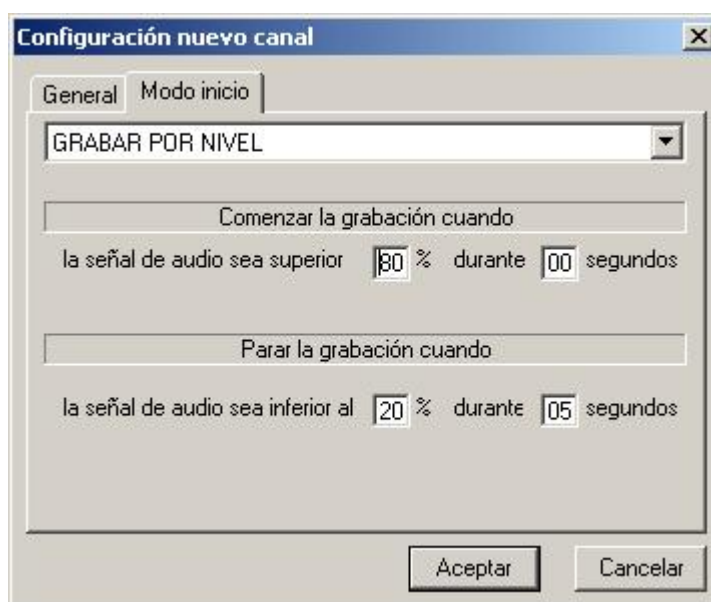 Configuración nuevo canal
General Modo inicio
GRABAR POR NIVEL
Comenzar la grabación cuando
la señal de audio sea superior 80 % durante 00 segundos
Parar la grabación cuando
la señal de audio sea inferior al 20 % durante 05 segundos
Aceptar Cancelar